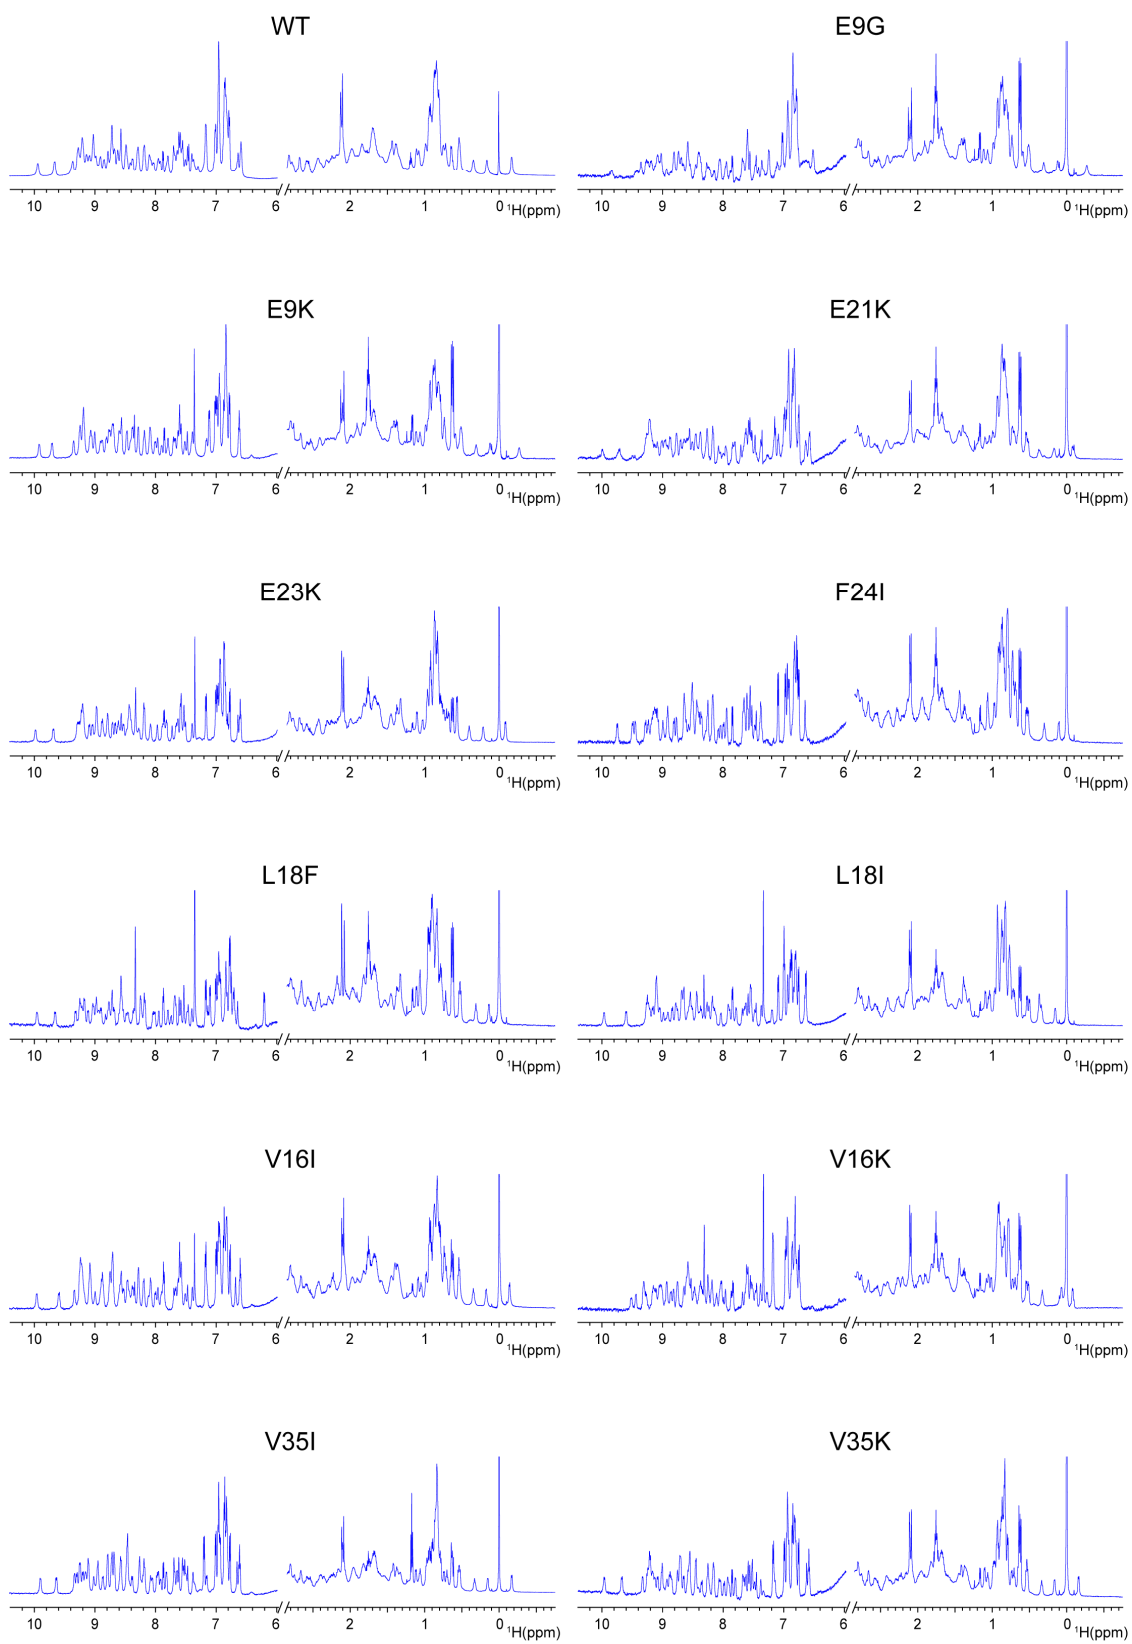 WT E9G
10 9 8 7 6 2 1 0 ¹H(ppm) 10 9 8 7 6 2 1 0 ¹H(ppm)
E9K E21K
10 9 8 7 6 2 1 0 ¹H(ppm) 10 9 8 7 6 2 1 0 ¹H(ppm)
E23K F24I
10 9 8 7 6 2 1 0 ¹H(ppm) 10 9 8 7 6 2 1 0 ¹H(ppm)
L18F L18I
10 9 8 7 6 2 1 0 ¹H(ppm) 10 9 8 7 6 2 1 0 ¹H(ppm)
V16I V16K
10 9 8 7 6 2 1 0 ¹H(ppm) 10 9 8 7 6 2 1 0 ¹H(ppm)
V35I V35K
10 9 8 7 6 2 1 0 ¹H(ppm) 10 9 8 7 6 2 1 0 ¹H(ppm)